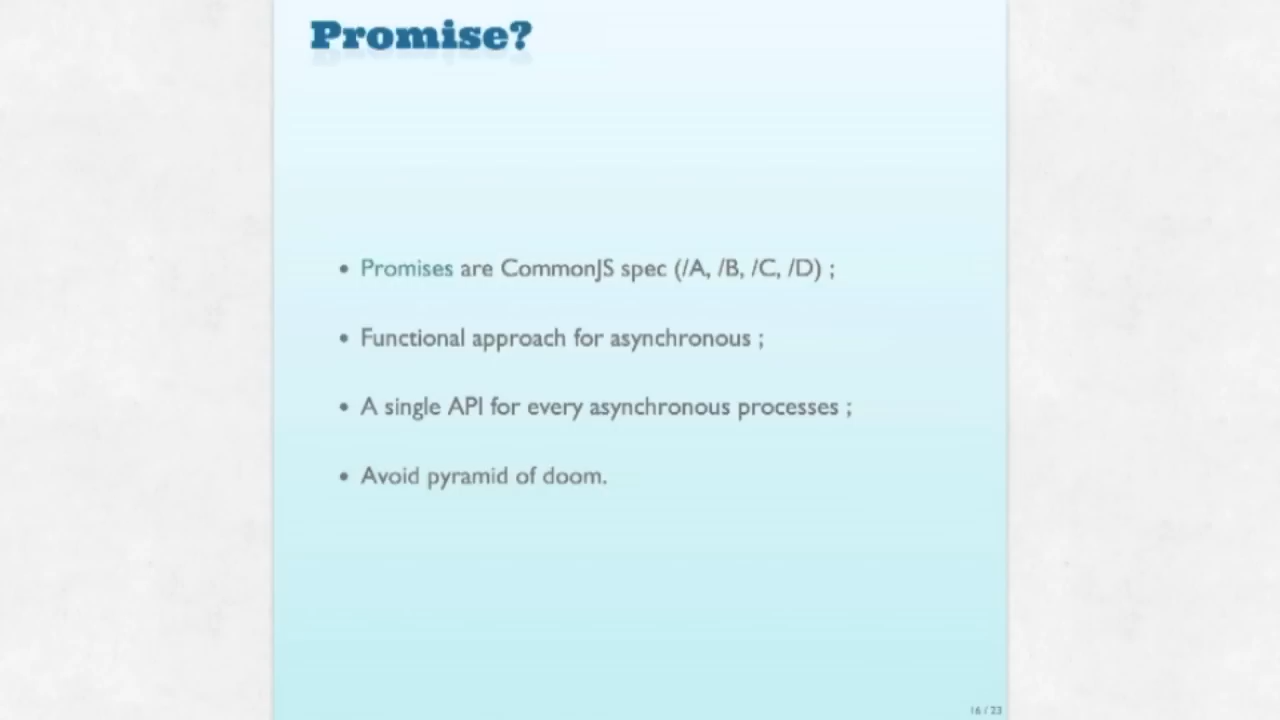 Promise?
• Promises are CommonJS spec (/A, /B, /C, /D) ;
• Functional approach for asynchronous ;
• A single API for every asynchronous processes ;
• Avoid pyramid of doom.
16 / 23